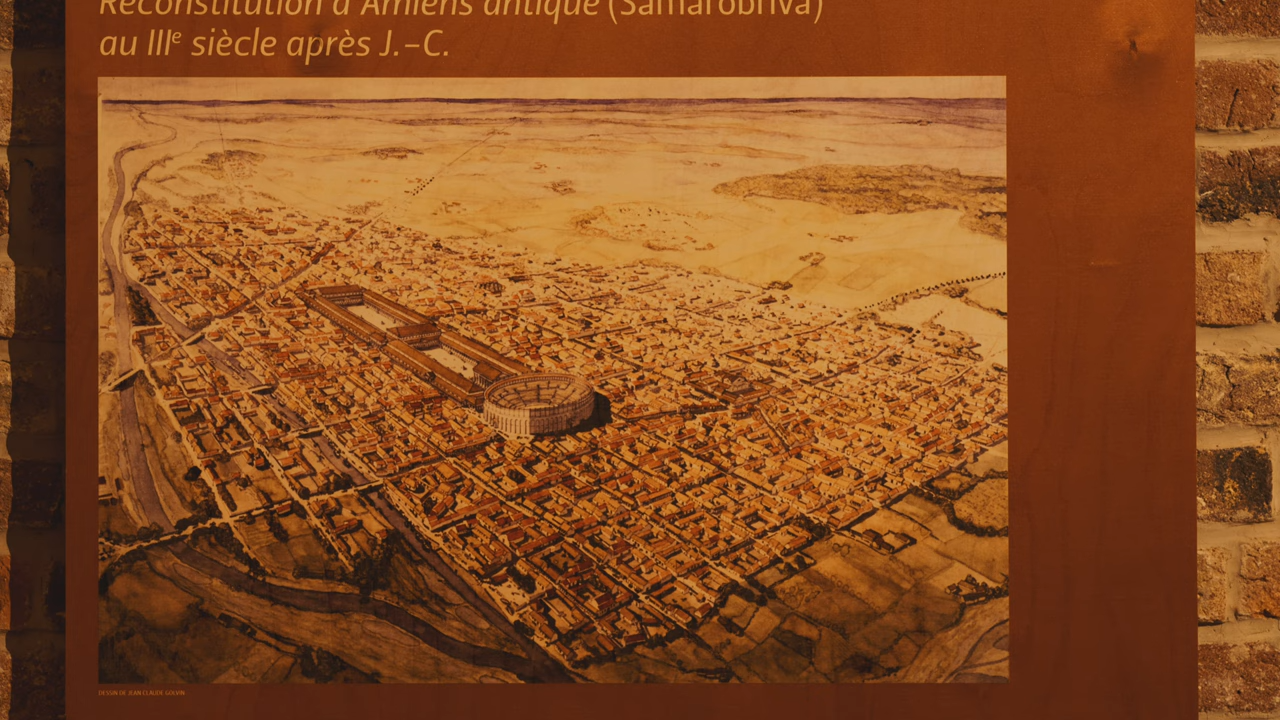 Reconstitution d'Amiens antique (Samarobriva)
au IIIe siècle après J.-C.
DESSIN DE JEAN CLAUDE GOLVIN